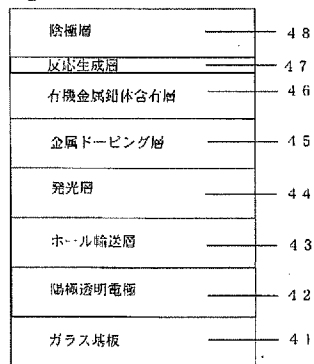 陰極層 48
反応生成層 47
有機金属錯体含有層 46
金属ドーピング層 45
発光層 44
ホール輸送層 43
陽極透明電極 42
ガラス基板 41